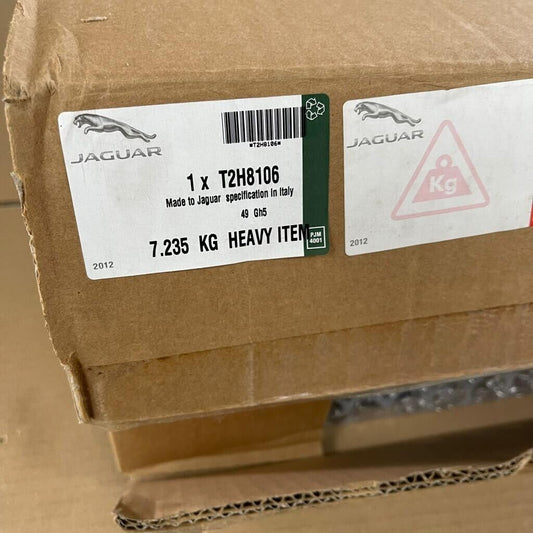 JAGUAR
*T2H8106*
1 x T2H8106
Made to Jaguar specification in Italy
49 Gh5
7.235 KG HEAVY ITEM
PJM
4001
2012
JAGUAR
Kg
2012